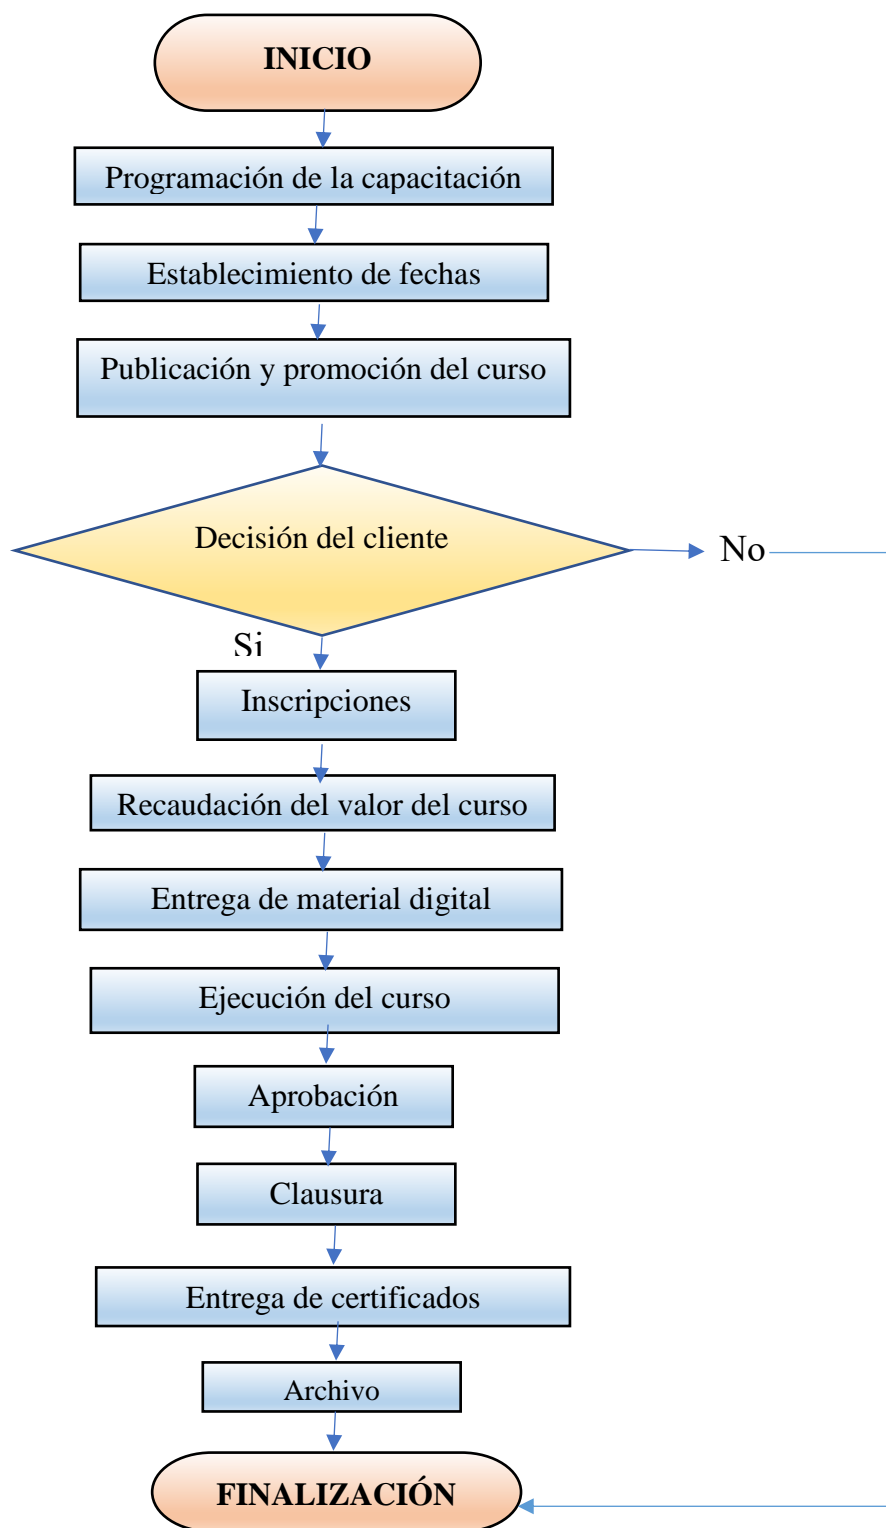 INICIO
Programación de la capacitación
Establecimiento de fechas
Publicación y promoción del curso
Decisión del cliente
No
Si
Inscripciones
Recaudación del valor del curso
Entrega de material digital
Ejecución del curso
Aprobación
Clausura
Entrega de certificados
Archivo
FINALIZACIÓN